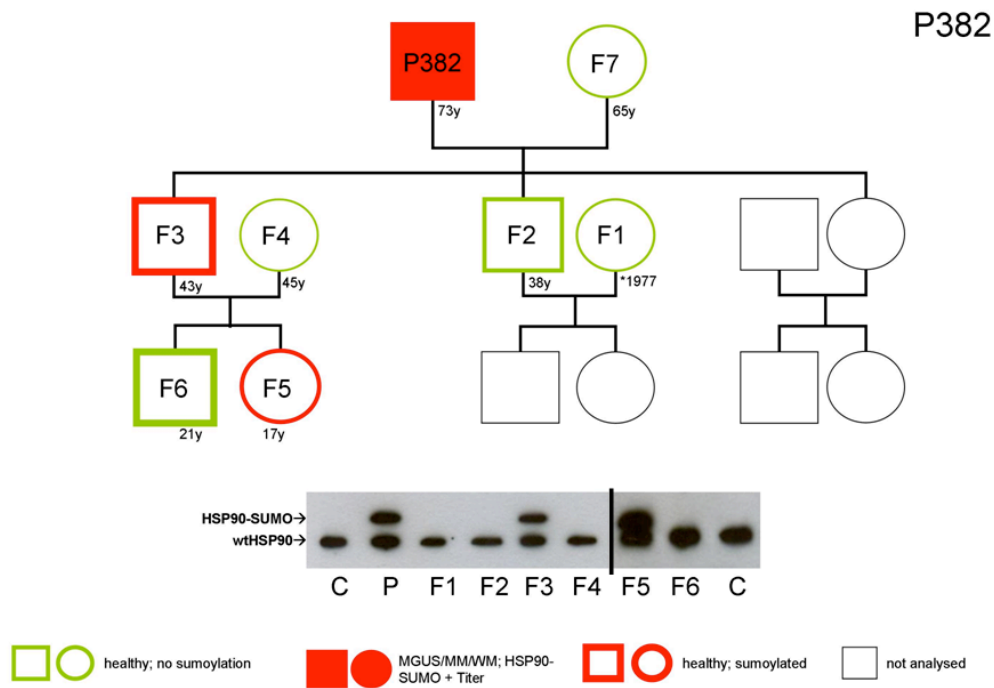 P382
P382
F7
73y
65y
F3
F4
F2
F1
43y
45y
38y
*1977
F6
F5
21y
17y
HSP90-SUMO→
wtHSP90→
C P F1 F2 F3 F4 F5 F6 C
healthy; no sumoylation
MGUS/MM/WM; HSP90-
SUMO + Titer
healthy; sumoylated
not analysed